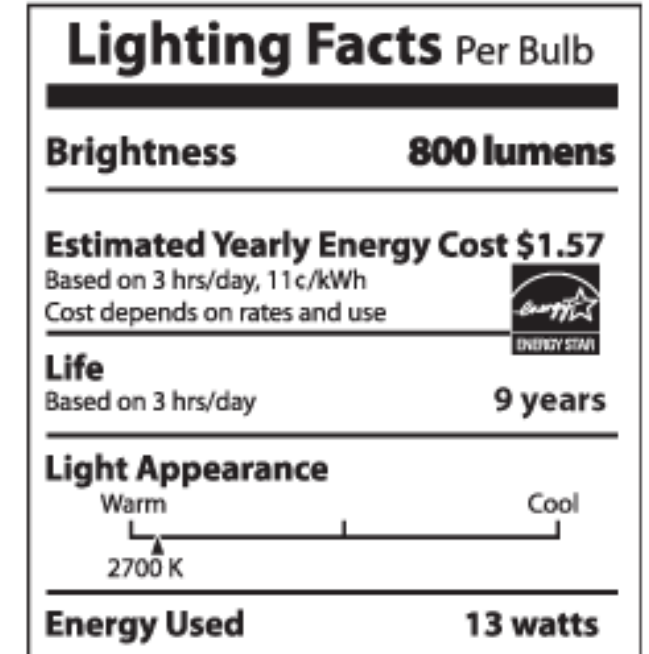 Lighting Facts Per Bulb
Brightness 800 lumens
Estimated Yearly Energy Cost $1.57
Based on 3 hrs/day, 11c/kWh
Cost depends on rates and use
energy
ENERGY STAR
Life
Based on 3 hrs/day 9 years
Light Appearance
Warm Cool
2700 K
Energy Used 13 watts